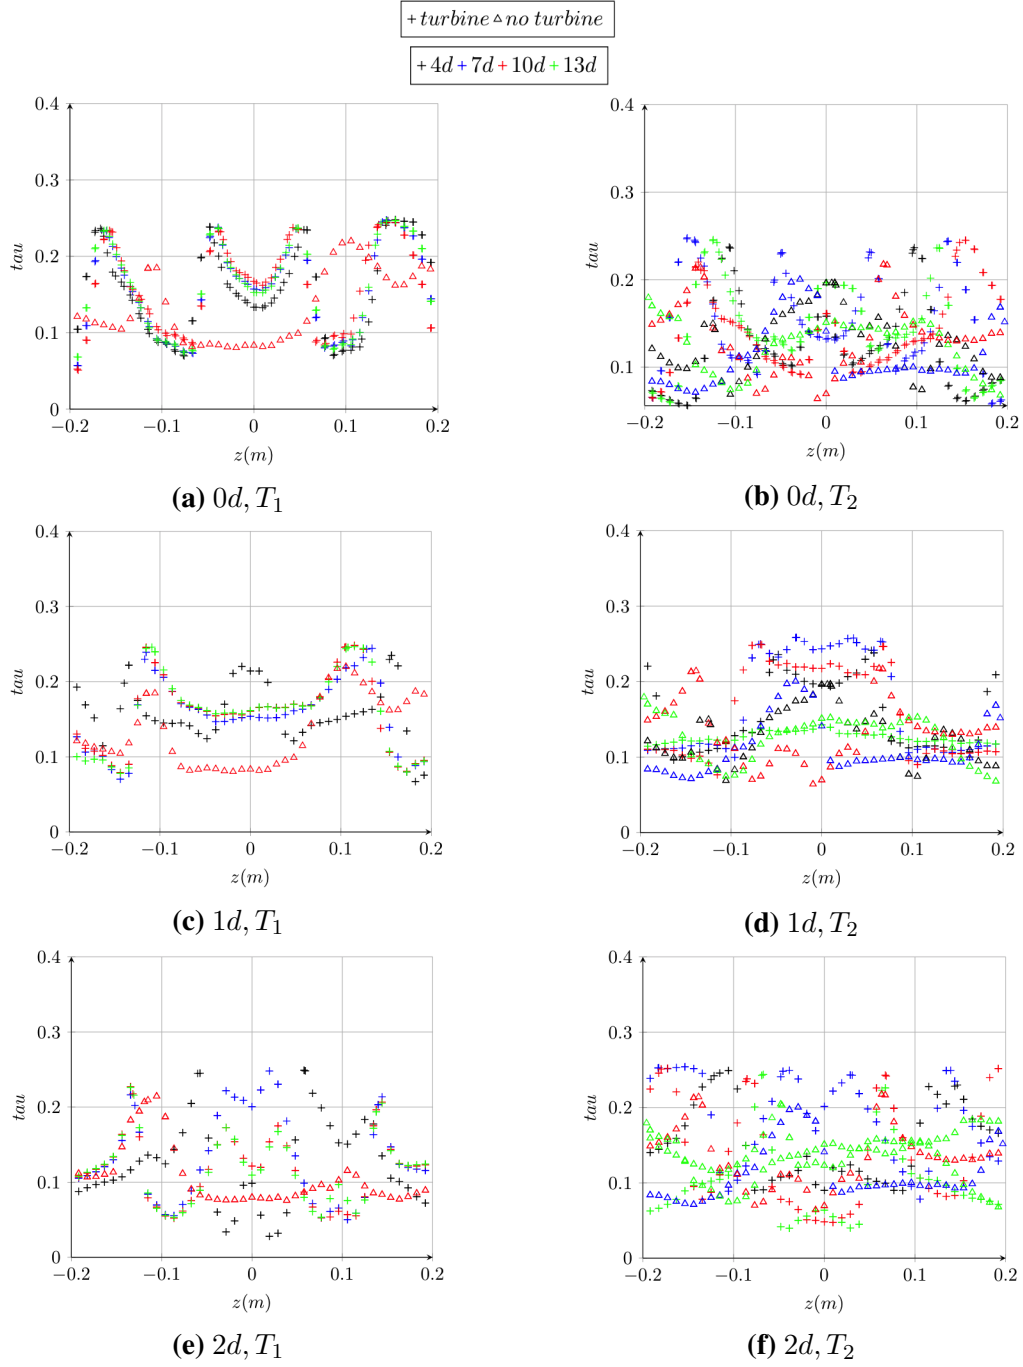 + turbine △ no turbine
+ 4d + 7d + 10d + 13d
0.4
0.3
0.2
0.1
0
tau
−0.2 −0.1 0 0.1 0.2
z(m)
(a) 0d, T₁
0.4
0.3
0.2
0.1
tau
−0.2 −0.1 0 0.1 0.2
z(m)
(b) 0d, T₂
0.4
0.3
0.2
0.1
0
tau
−0.2 −0.1 0 0.1 0.2
z(m)
(c) 1d, T₁
0.4
0.3
0.2
0.1
0
tau
−0.2 −0.1 0 0.1 0.2
z(m)
(d) 1d, T₂
0.4
0.3
0.2
0.1
0
tau
−0.2 −0.1 0 0.1 0.2
z(m)
(e) 2d, T₁
0.4
0.3
0.2
0.1
0
tau
−0.2 −0.1 0 0.1 0.2
z(m)
(f) 2d, T₂